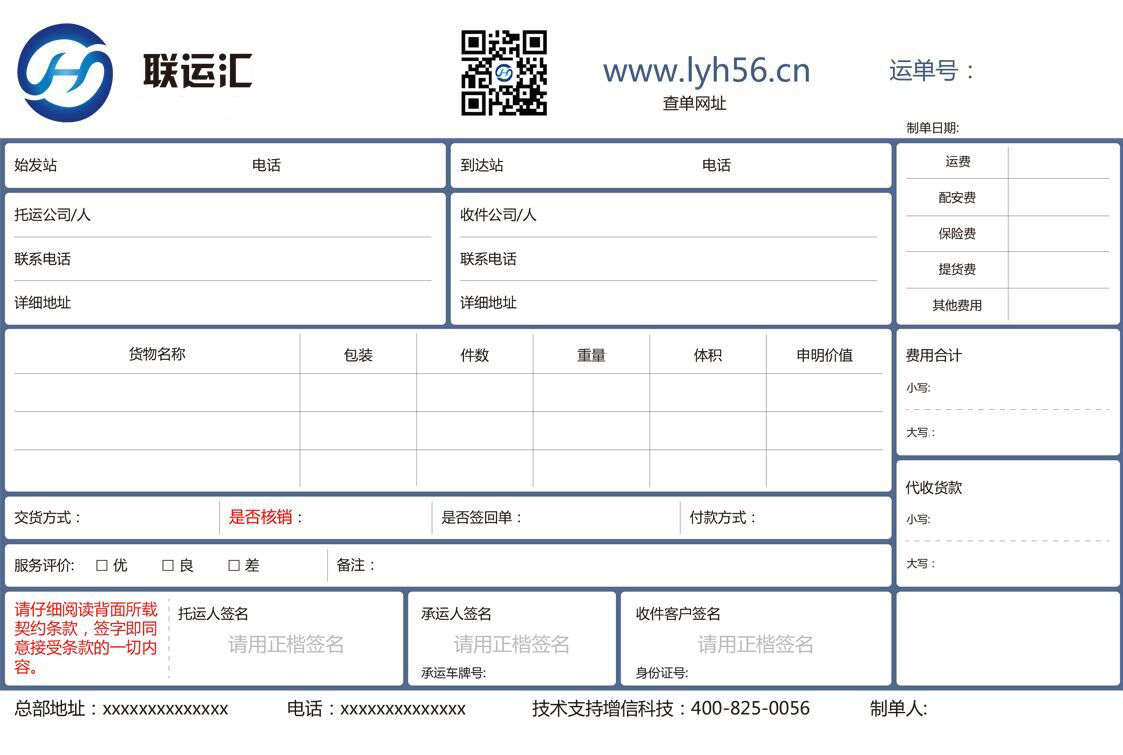 联运汇
www.lyh56.cn
查单网址
运单号：
制单日期:
始发站 电话
到达站 电话
托运公司/人
联系电话
详细地址
收件公司/人
联系电话
详细地址
运费
配安费
保险费
提货费
其他费用
货物名称 包装 件数 重量 体积 申明价值
费用合计
小写:
大写：
代收货款
小写:
大写：
交货方式： 是否核销： 是否签回单： 付款方式：
服务评价: □ 优 □ 良 □ 差 备注：
请仔细阅读背面所载
契约条款，签字即同
意接受条款的一切内
容。
托运人签名
请用正楷签名
承运人签名
请用正楷签名
承运车牌号:
收件客户签名
请用正楷签名
身份证号:
总部地址：xxxxxxxxxxxxxx 电话：xxxxxxxxxxxxxx 技术支持增信科技：400-825-0056 制单人: